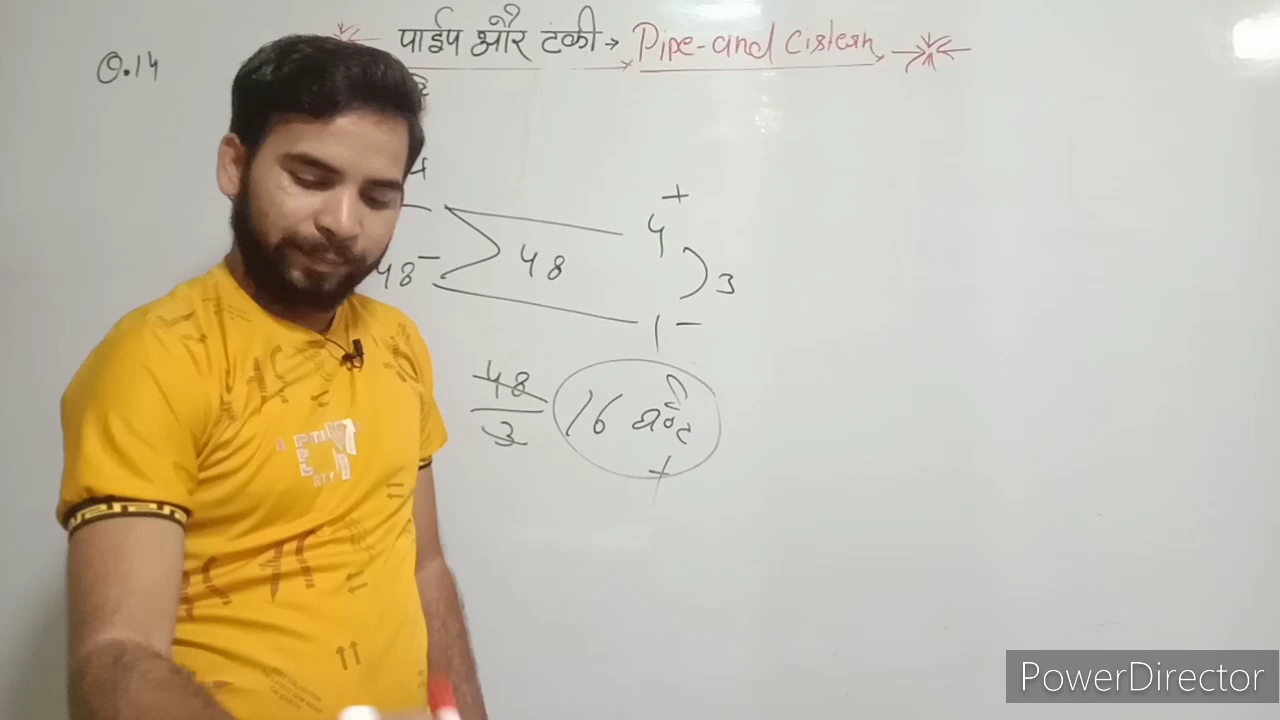 पाईप और टंकी → Pipe-and Cistern
Q.14
+
4
48 -
48
3
1 -
48
3
16 घण्टे
+
PowerDirector